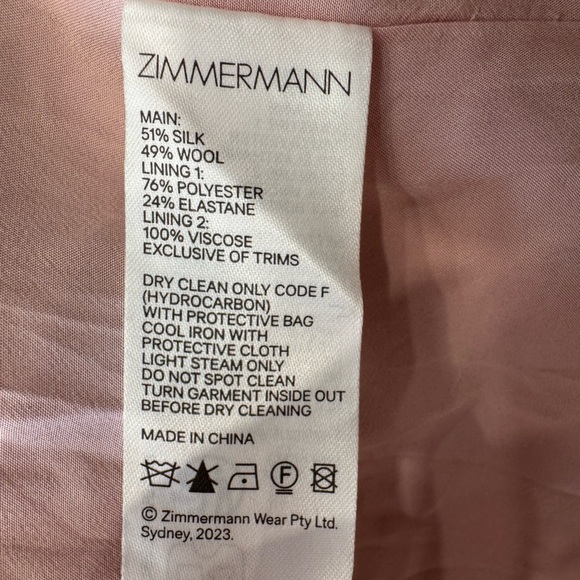 ZIMMERMANN
MAIN:
51% SILK
49% WOOL
LINING 1:
76% POLYESTER
24% ELASTANE
LINING 2:
100% VISCOSE
EXCLUSIVE OF TRIMS
DRY CLEAN ONLY CODE F
(HYDROCARBON)
WITH PROTECTIVE BAG
COOL IRON WITH
PROTECTIVE CLOTH
LIGHT STEAM ONLY
DO NOT SPOT CLEAN
TURN GARMENT INSIDE OUT
BEFORE DRY CLEANING
MADE IN CHINA
F
© Zimmermann Wear Pty Ltd.
Sydney, 2023.